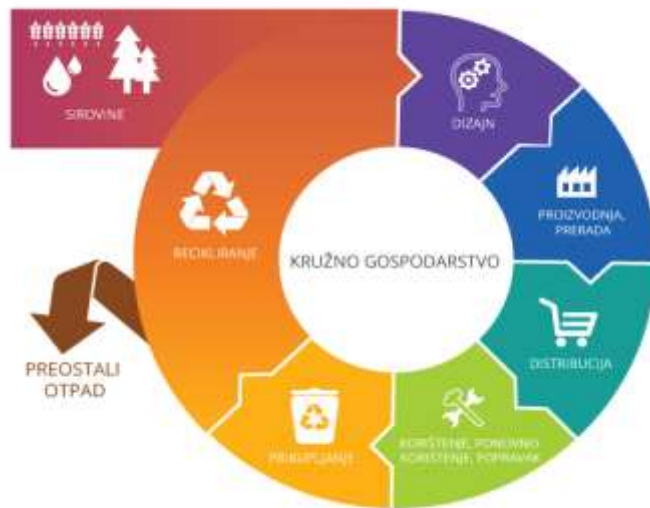 SIROVINE
DIZAJN
PROIZVODNJA,
PRERADA
RECIKLIRANJE
KRUŽNO GOSPODARSTVO
DISTRIBUCIJA
PREOSTALI
OTPAD
KORIŠTENJE, PONOVNO
KORIŠTENJE, POPRAVAK
PRIKUPLJANJE